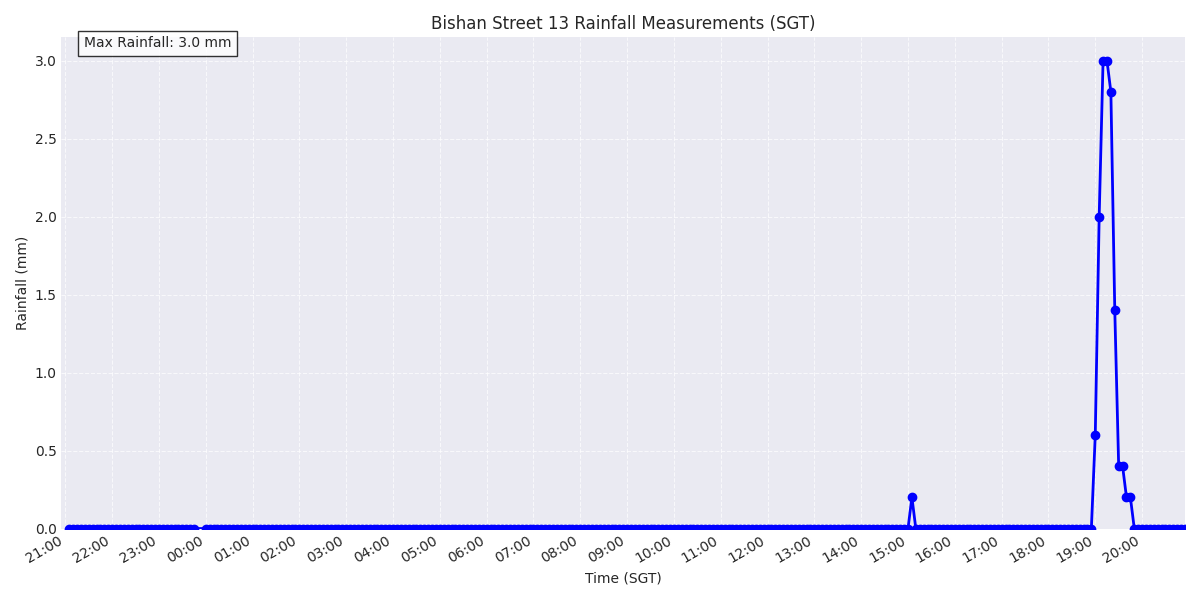 Bishan Street 13 Rainfall Measurements (SGT)
Max Rainfall: 3.0 mm
3.0
2.5
2.0
1.5
1.0
0.5
0.0
Rainfall (mm)
21:00 22:00 23:00 00:00 01:00 02:00 03:00 04:00 05:00 06:00 07:00 08:00 09:00 10:00 11:00 12:00 13:00 14:00 15:00 16:00 17:00 18:00 19:00 20:00
Time (SGT)